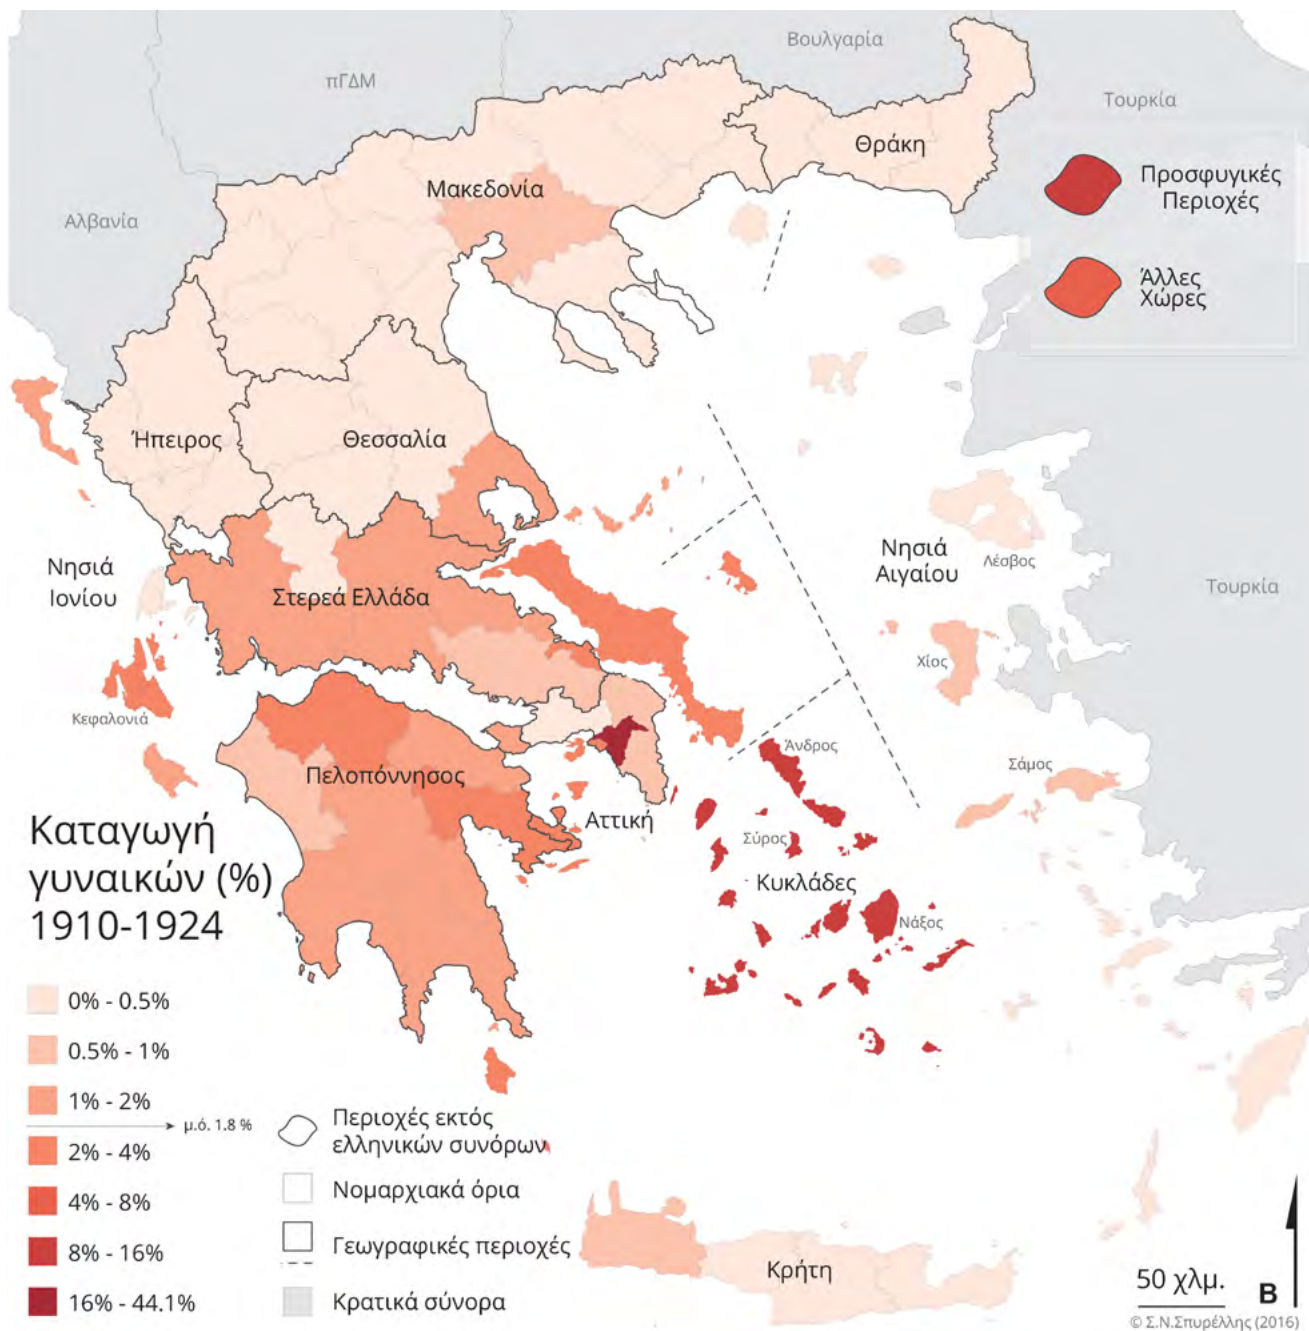 Βουλγαρία
πΓΔΜ
Τουρκία
Θράκη
Προσφυγικές
Περιοχές
Μακεδονία
Αλβανία
Άλλες
Χώρες
Ήπειρος
Θεσσαλία
Νησιά
Αιγαίου
Λέσβος
Νησιά
Ιονίου
Τουρκία
Στερεά Ελλάδα
Χίος
Κεφαλονιά
Άνδρος
Σάμος
Πελοπόννησος
Αττική
Σύρος
Κυκλάδες
Νάξος
Καταγωγή
γυναικών (%)
1910-1924
0% - 0.5%
0.5% - 1%
1% - 2%
μ.ό. 1.8 %
2% - 4%
4% - 8%
8% - 16%
16% - 44.1%
Περιοχές εκτός
ελληνικών συνόρων
Νομαρχιακά όρια
Γεωγραφικές περιοχές
Κρατικά σύνορα
Κρήτη
50 χλμ.
Β
© Σ.Ν.Σπυρέλλης (2016)